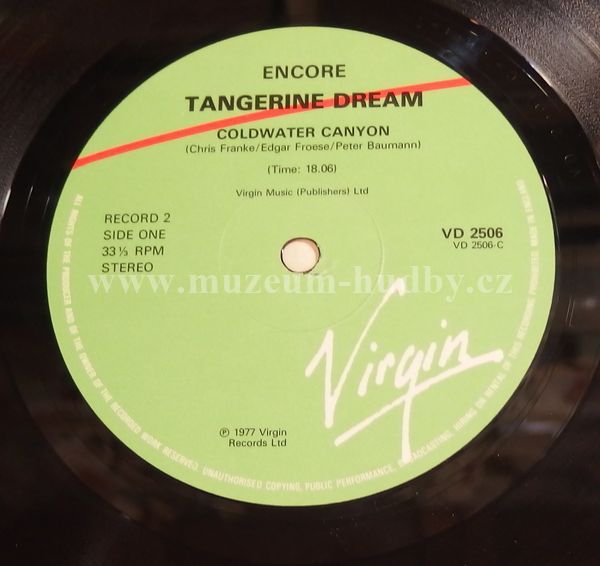 ENCORE
TANGERINE DREAM
COLDWATER CANYON
(Chris Franke/Edgar Froese/Peter Baumann)
(Time: 18.06)
Virgin Music (Publishers) Ltd
RECORD 2
SIDE ONE
33⅓ RPM
STEREO
VD 2506
VD 2506-C
www.muzeum-hudby.cz
Virgin
℗ 1977 Virgin
Records Ltd
ALL RIGHTS OF THE PRODUCER AND OF THE OWNER OF THE RECORDED WORK RESERVED. UNAUTHORISED COPYING, PUBLIC PERFORMANCE, BROADCASTING, HIRING OR RENTAL OF THIS RECORDING PROHIBITED. MADE IN ENGLAND